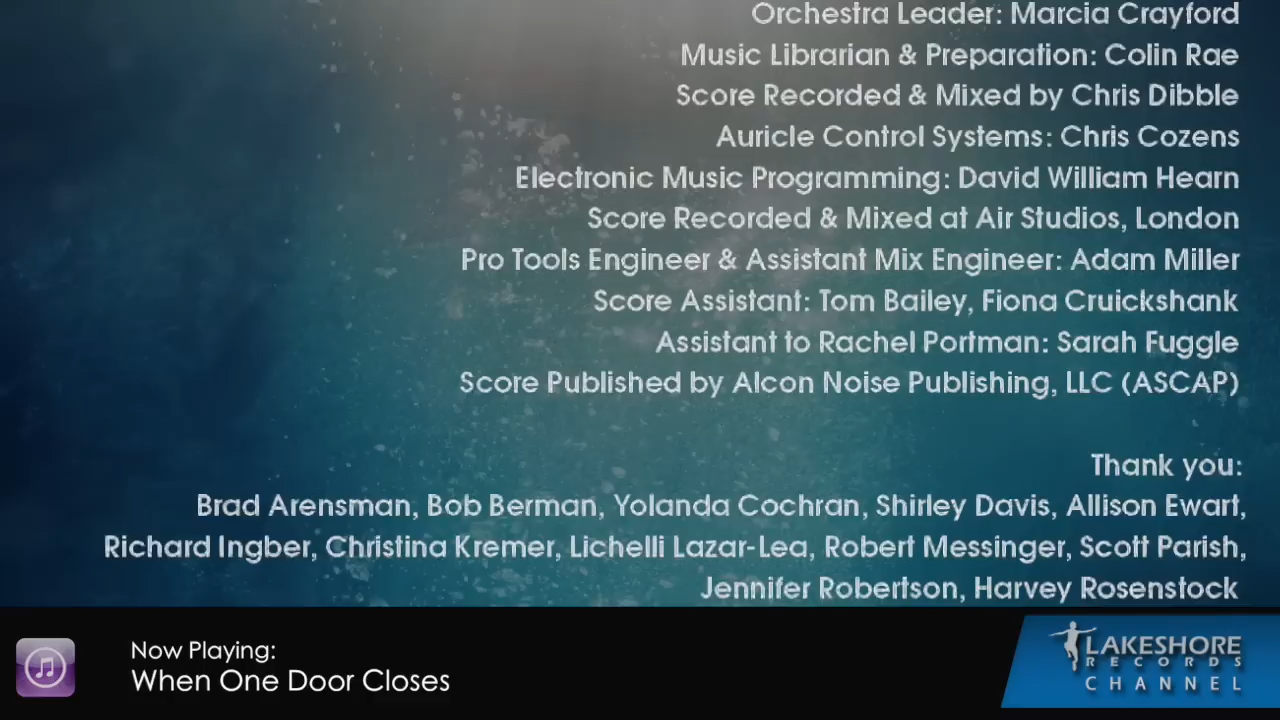 Orchestra Leader: Marcia Crayford
Music Librarian & Preparation: Colin Rae
Score Recorded & Mixed by Chris Dibble
Auricle Control Systems: Chris Cozens
Electronic Music Programming: David William Hearn
Score Recorded & Mixed at Air Studios, London
Pro Tools Engineer & Assistant Mix Engineer: Adam Miller
Score Assistant: Tom Bailey, Fiona Cruickshank
Assistant to Rachel Portman: Sarah Fuggle
Score Published by Alcon Noise Publishing, LLC (ASCAP)
Thank you:
Brad Arensman, Bob Berman, Yolanda Cochran, Shirley Davis, Allison Ewart,
Richard Ingber, Christina Kremer, Lichelli Lazar-Lea, Robert Messinger, Scott Parish,
Jennifer Robertson, Harvey Rosenstock
Now Playing:
When One Door Closes
LAKESHORE
RECORDS
CHANNEL